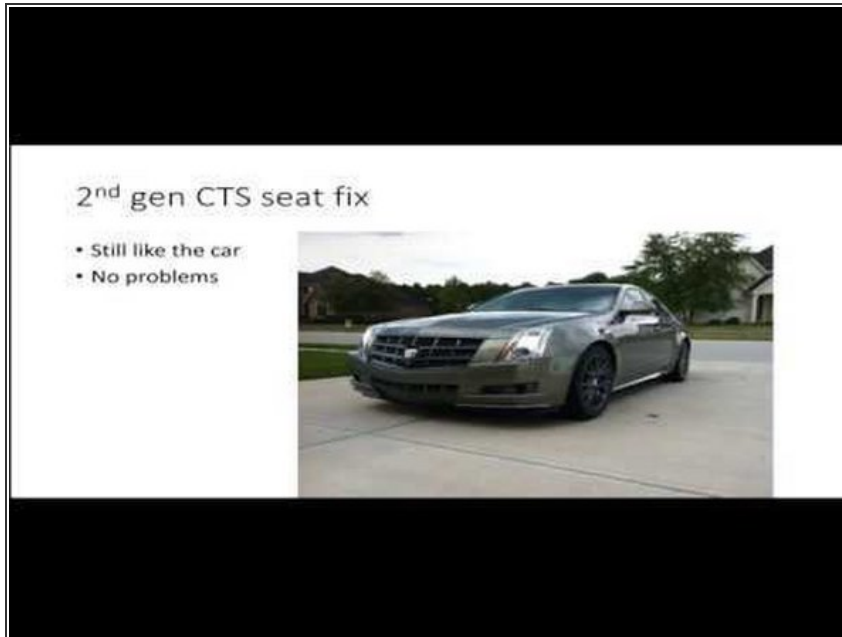 2nd gen CTS seat fix
• Still like the car
• No problems